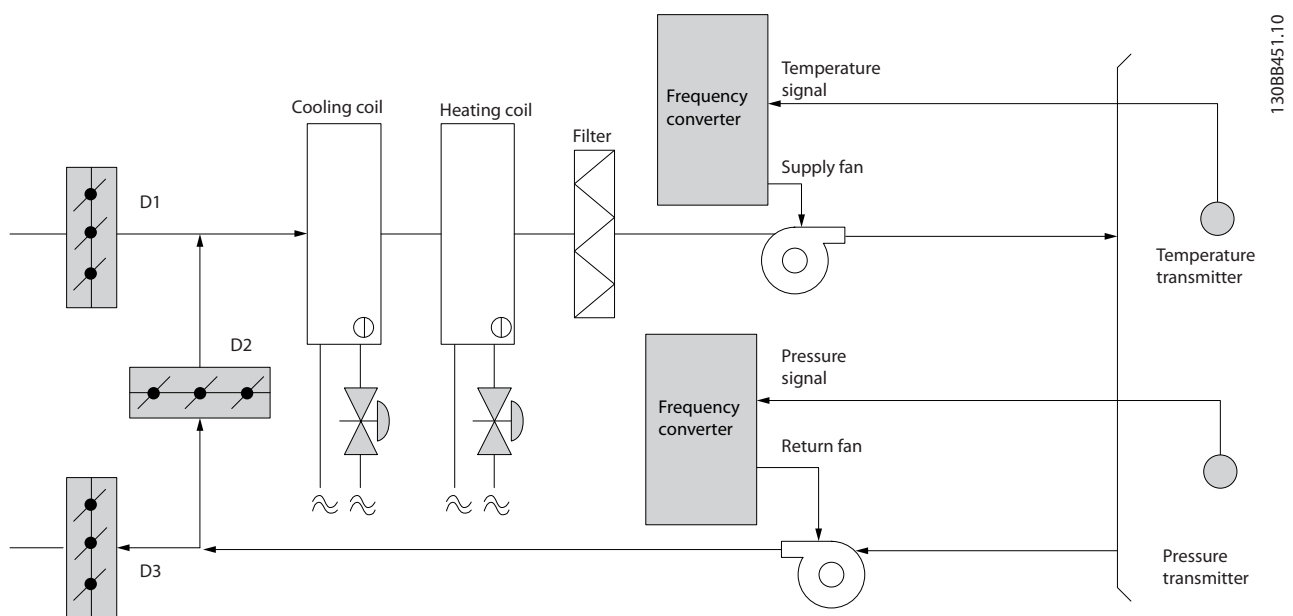 130BB451.10
Temperature
signal
Frequency
converter
Cooling coil
Heating coil
Filter
Supply fan
D1
Temperature
transmitter
D2
Pressure
signal
Frequency
converter
Return fan
D3
Pressure
transmitter